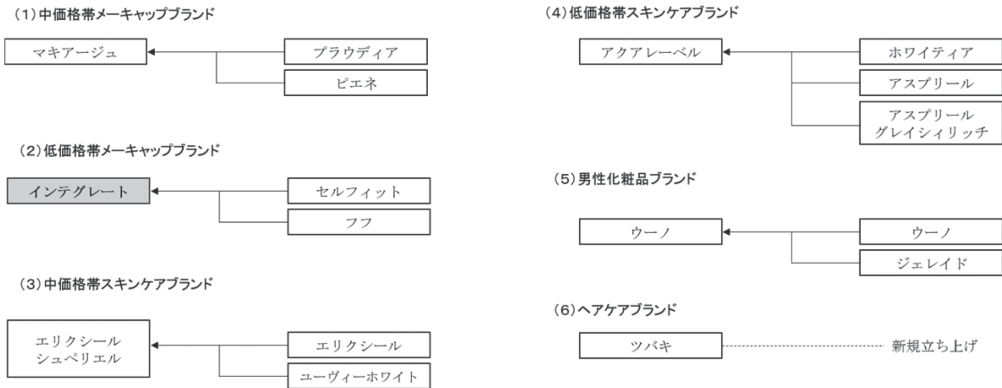 (1)中価格帯メーキャップブランド
マキアージュ
プラウディア
ピエネ
(2)低価格帯メーキャップブランド
インテグレート
セルフィット
フフ
(3)中価格帯スキンケアブランド
エリクシール
シュペリエル
エリクシール
ユーヴィーホワイト
(4)低価格帯スキンケアブランド
アクアレーベル
ホワイティア
アスプリール
アスプリール
グレイシィリッチ
(5)男性化粧品ブランド
ウーノ
ウーノ
ジェレイド
(6)ヘアケアブランド
ツバキ
新規立ち上げ